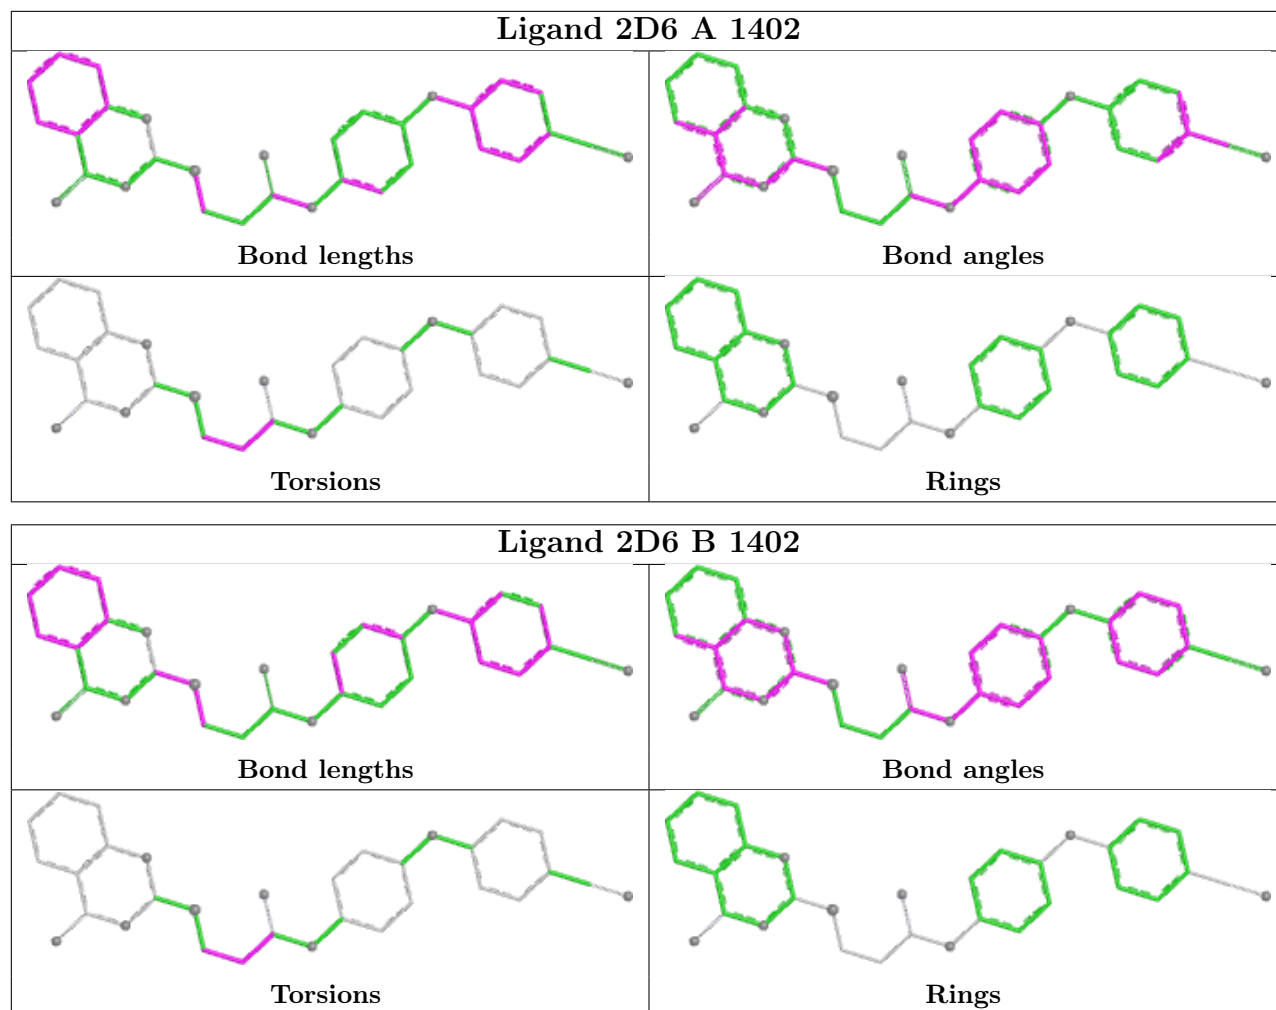 Ligand 2D6 A 1402
Bond lengths
Bond angles
Torsions
Rings
Ligand 2D6 B 1402
Bond lengths
Bond angles
Torsions
Rings